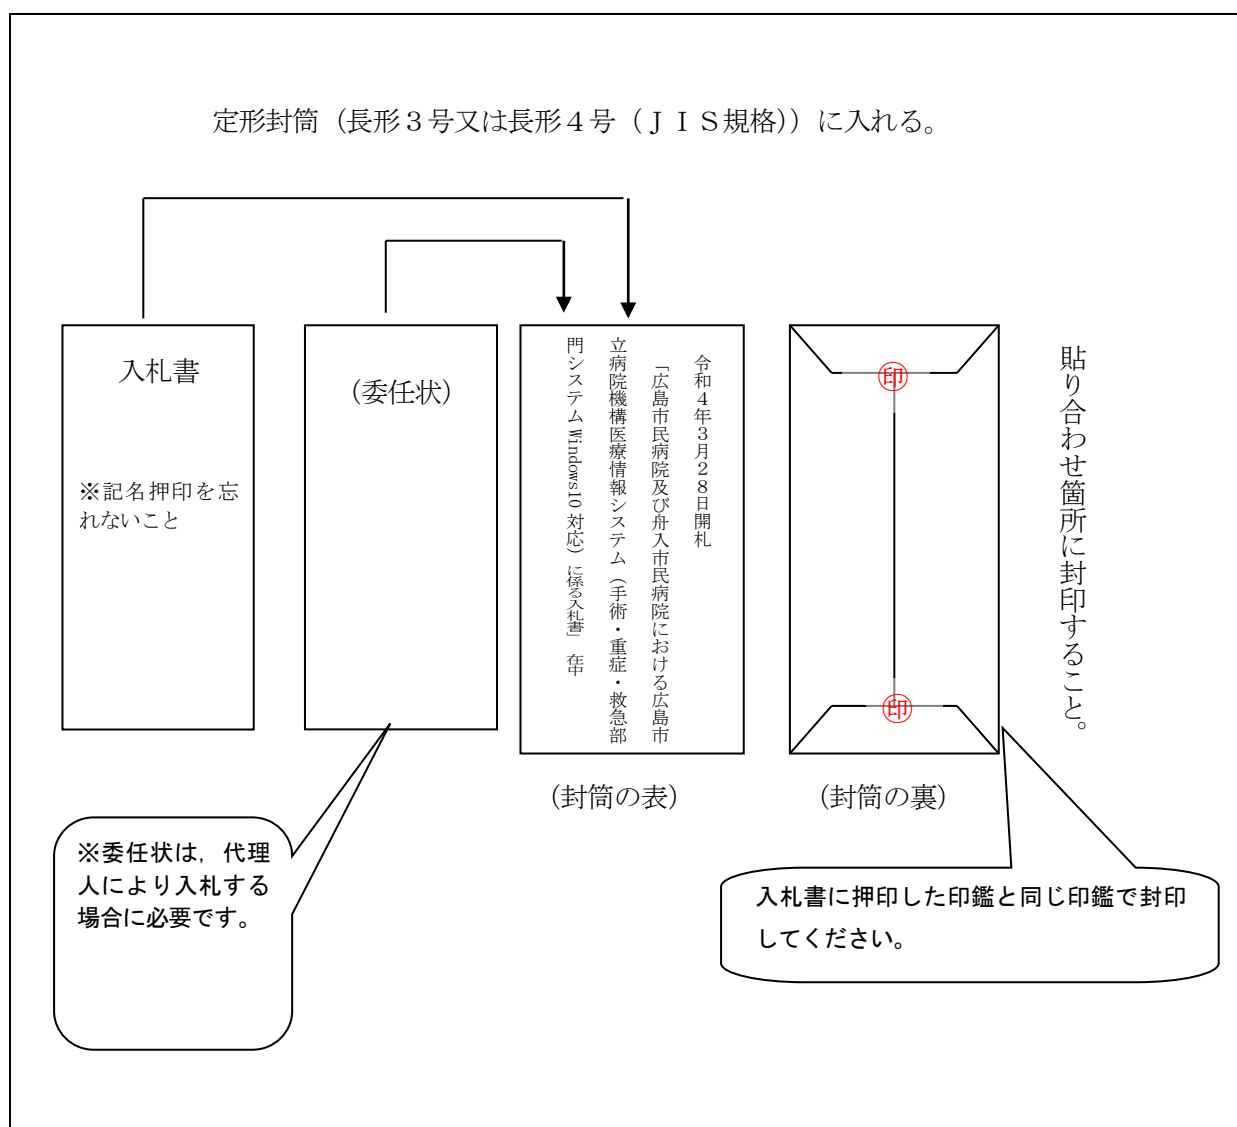 定形封筒(長形3号又は長形4号(JIS規格))に入れる。
入札書
※記名押印を忘
れないこと
(委任状)
令和4年3月28日開札
「広島市民病院及び舟入市民病院における広島市
立病院機構医療情報システム(手術・重症・救急部
門システムWindows10対応)に係る入札書」在中
印
印
貼り合わせ箇所に封印すること。
(封筒の表)
(封筒の裏)
※委任状は,代理
人により入札する
場合に必要です。
入札書に押印した印鑑と同じ印鑑で封印
してください。